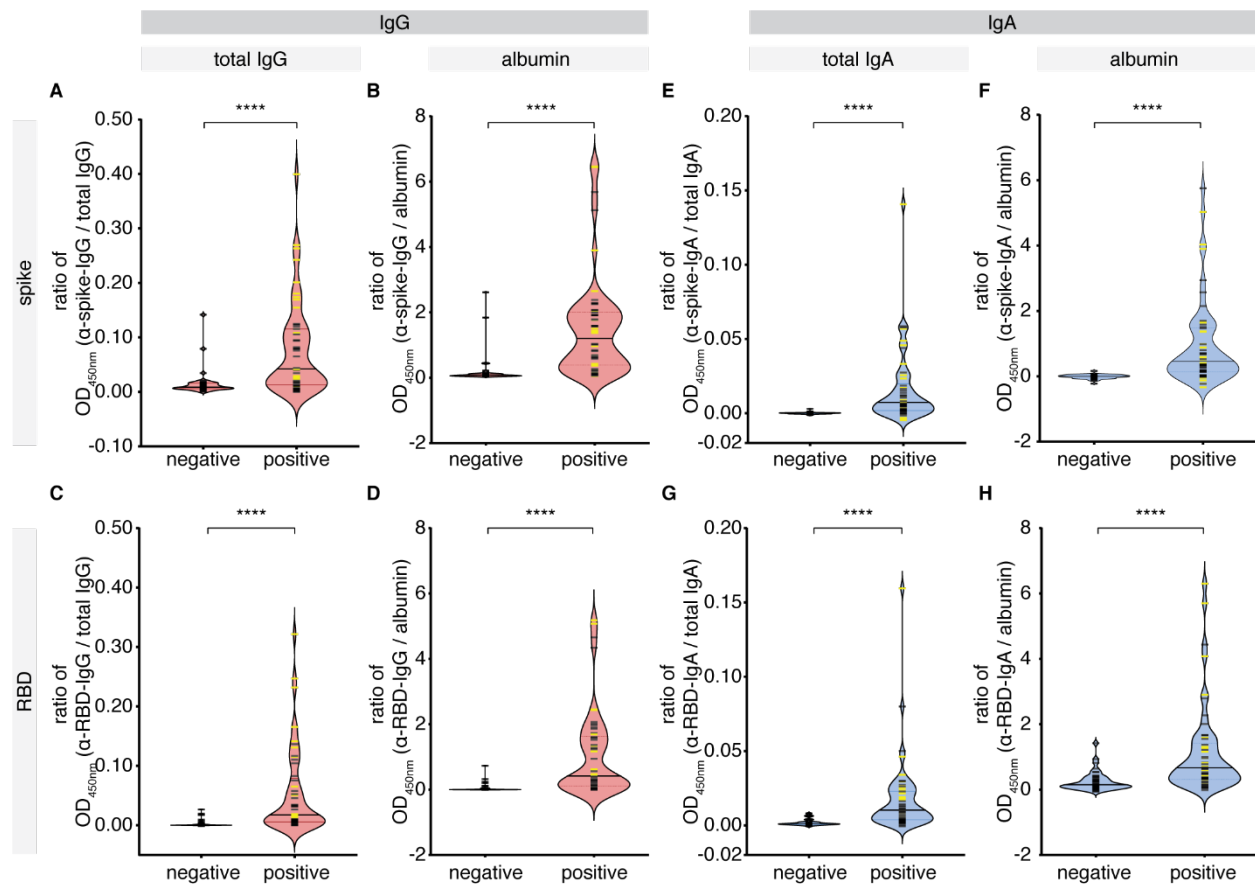 IgG
IgA
total IgG
albumin
total IgA
albumin
spike
A
ratio of
OD450nm (α-spike-IgG / total IgG)
0.50
0.40
0.30
0.20
0.10
0.00
-0.10
****
negative
positive
B
ratio of
OD450nm (α-spike-IgG / albumin)
8
6
4
2
0
-2
****
negative
positive
E
ratio of
OD450nm (α-spike-IgA / total IgA)
0.20
0.15
0.10
0.05
0.00
-0.02
****
negative
positive
F
ratio of
OD450nm (α-spike-IgA / albumin)
8
6
4
2
0
-2
****
negative
positive
RBD
C
ratio of
OD450nm (α-RBD-IgG / total IgG)
0.50
0.40
0.30
0.20
0.10
0.00
****
negative
positive
D
ratio of
OD450nm (α-RBD-IgG / albumin)
8
6
4
2
0
-2
****
negative
positive
G
ratio of
OD450nm (α-RBD-IgA / total IgA)
0.20
0.15
0.10
0.05
0.00
-0.02
****
negative
positive
H
ratio of
OD450nm (α-RBD-IgA / albumin)
8
6
4
2
0
-2
****
negative
positive